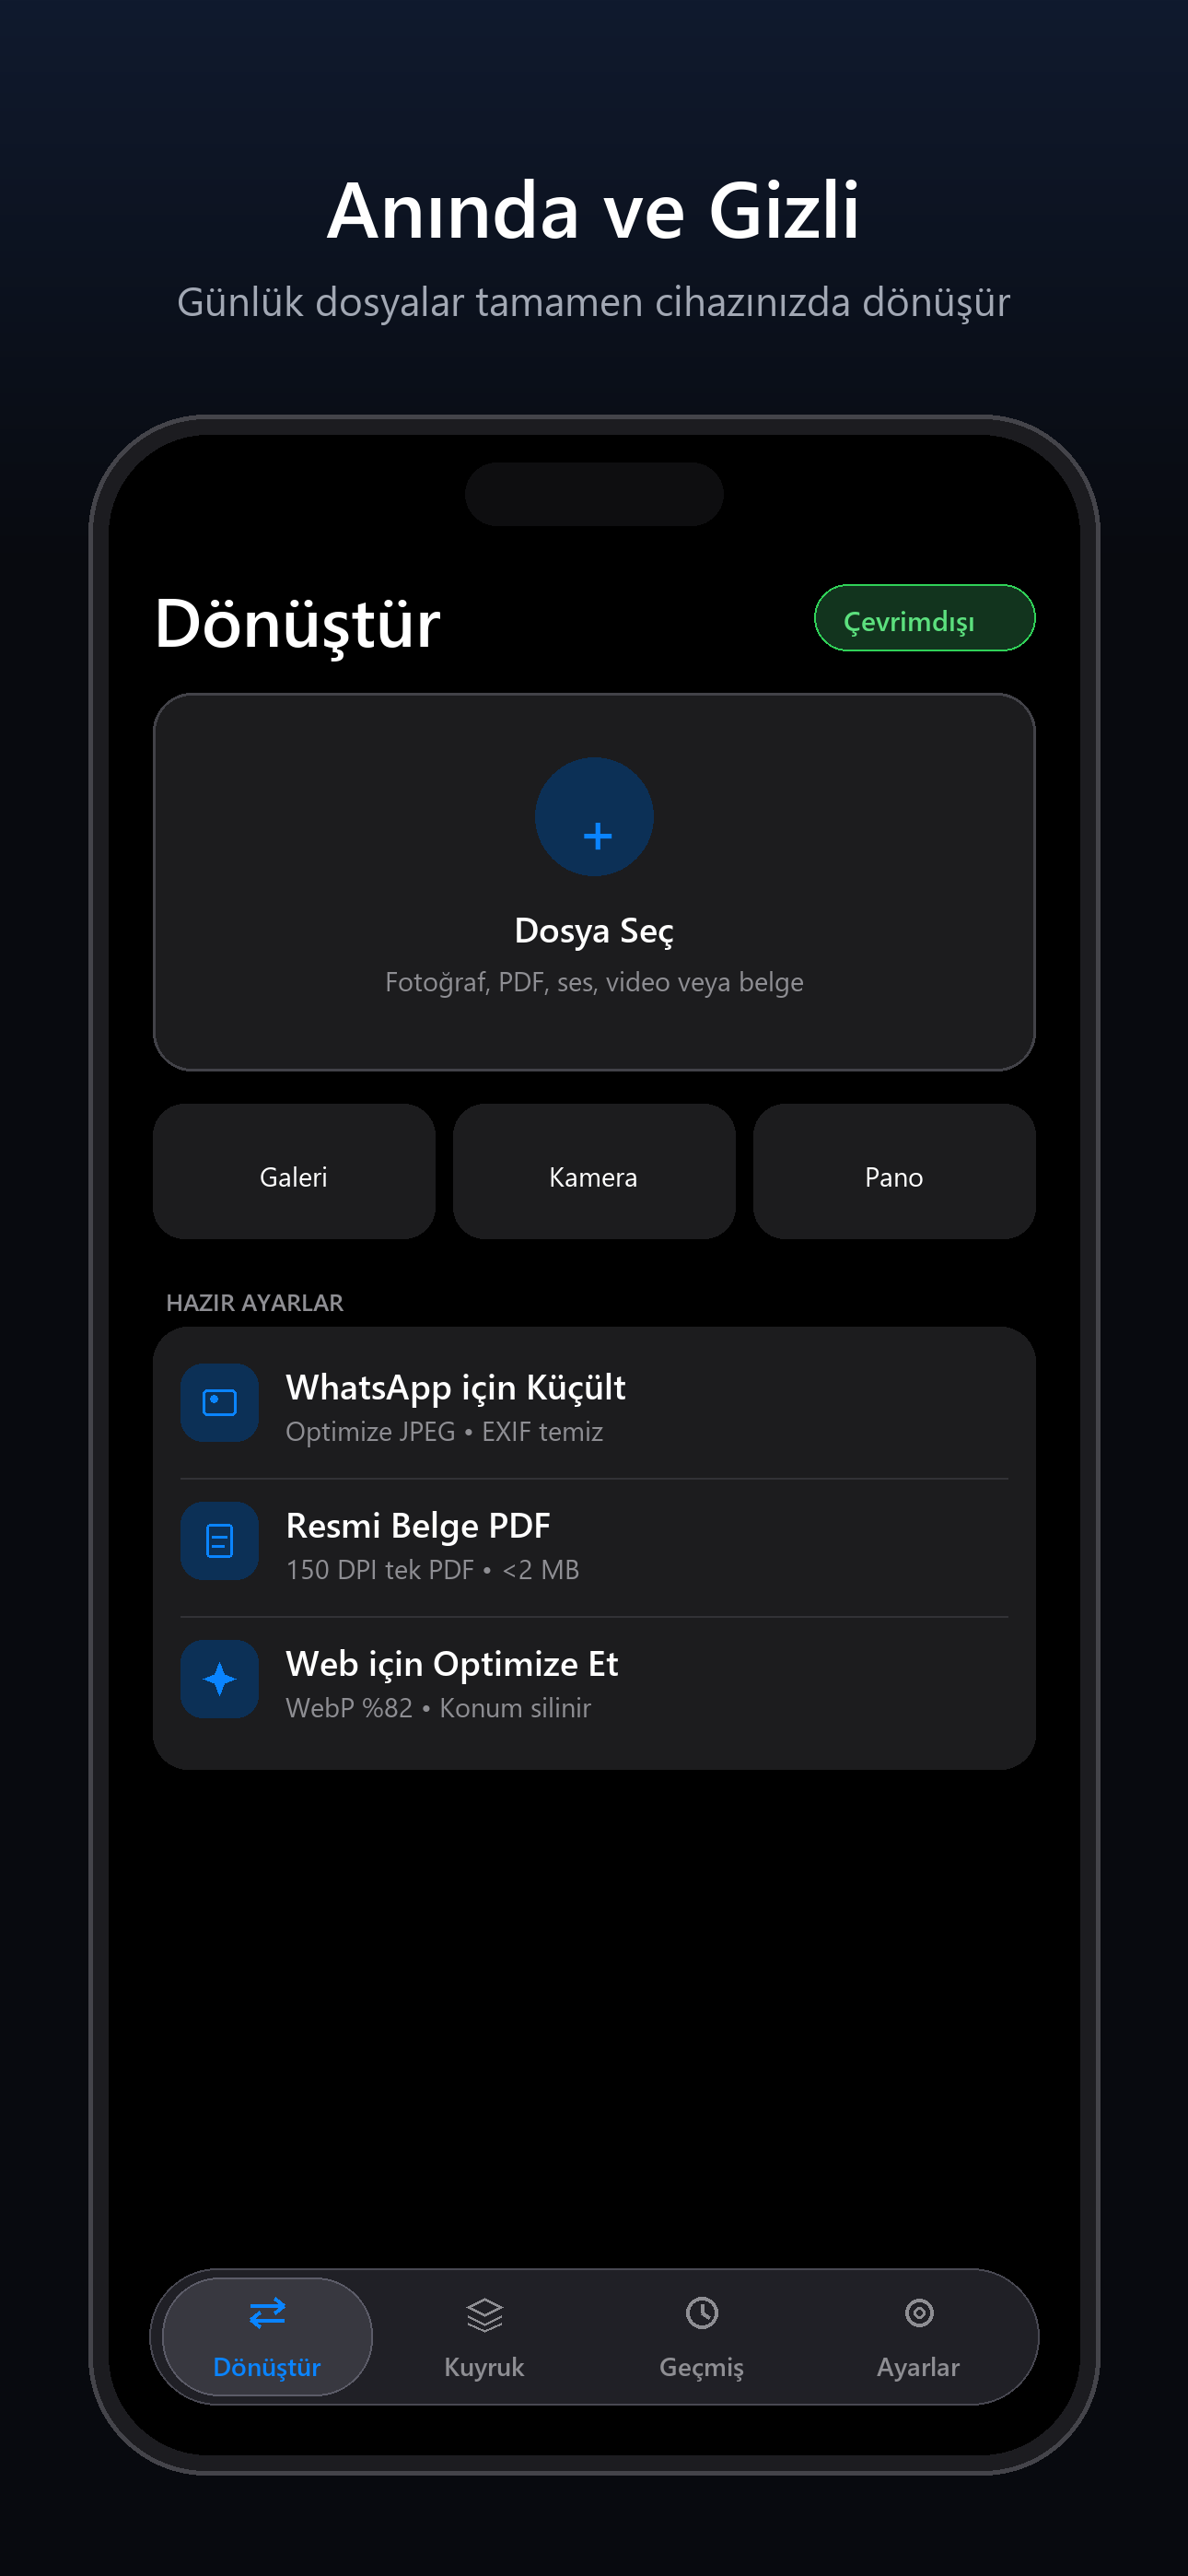 Anında ve Gizli
Günlük dosyalar tamamen cihazınızda dönüşür
Dönüştür
Çevrimdışı
+
Dosya Seç
Fotoğraf, PDF, ses, video veya belge
Galeri
Kamera
Pano
HAZIR AYARLAR
WhatsApp için Küçült
Optimize JPEG • EXIF temiz
Resmi Belge PDF
150 DPI tek PDF • <2 MB
Web için Optimize Et
WebP %82 • Konum silinir
Dönüştür
Kuyruk
Geçmiş
Ayarlar